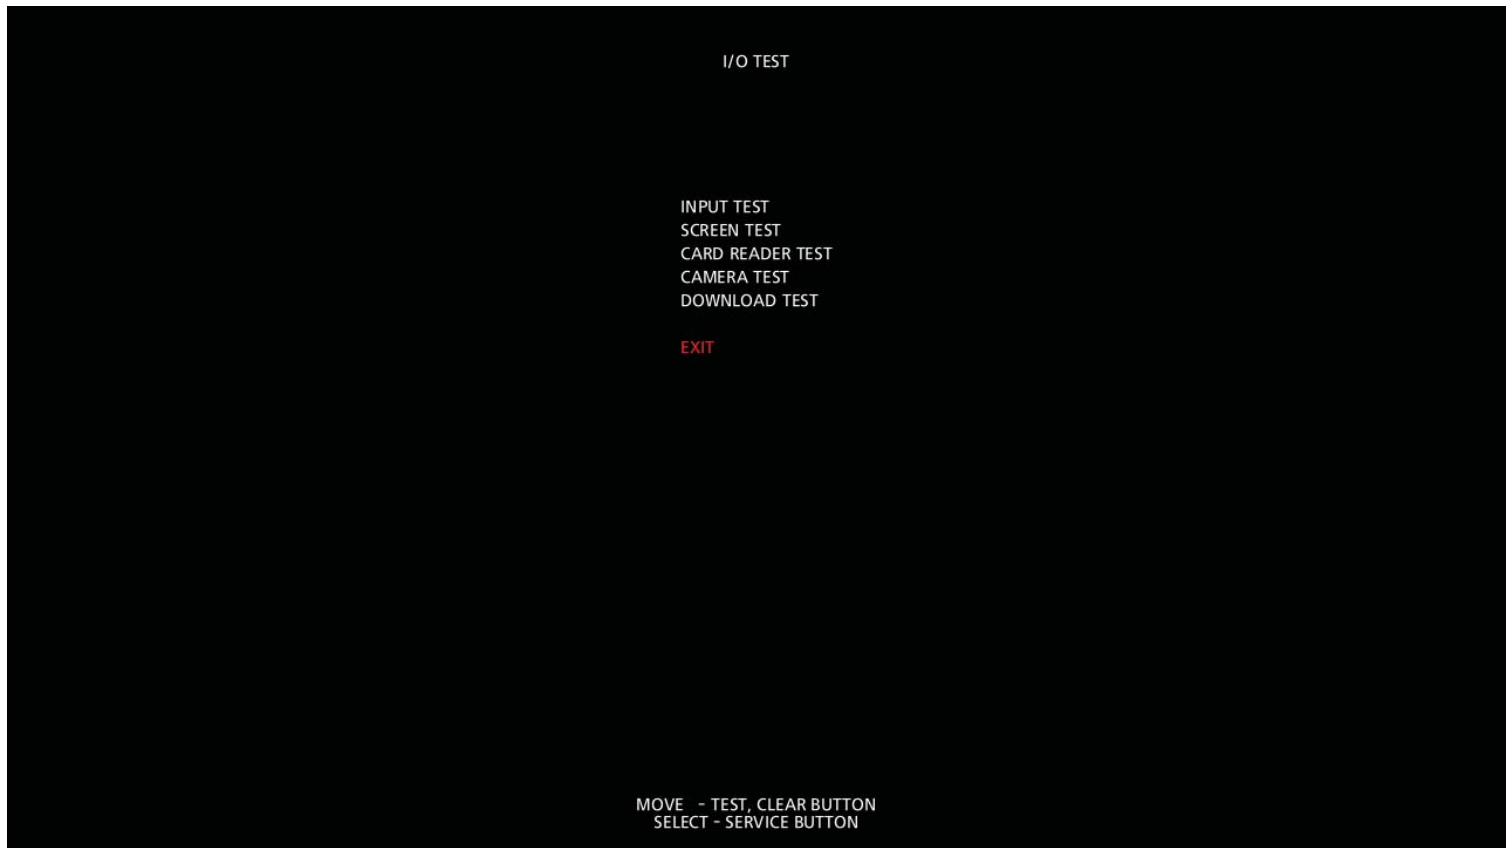 I/O TEST
INPUT TEST
SCREEN TEST
CARD READER TEST
CAMERA TEST
DOWNLOAD TEST
EXIT
MOVE - TEST, CLEAR BUTTON
SELECT - SERVICE BUTTON